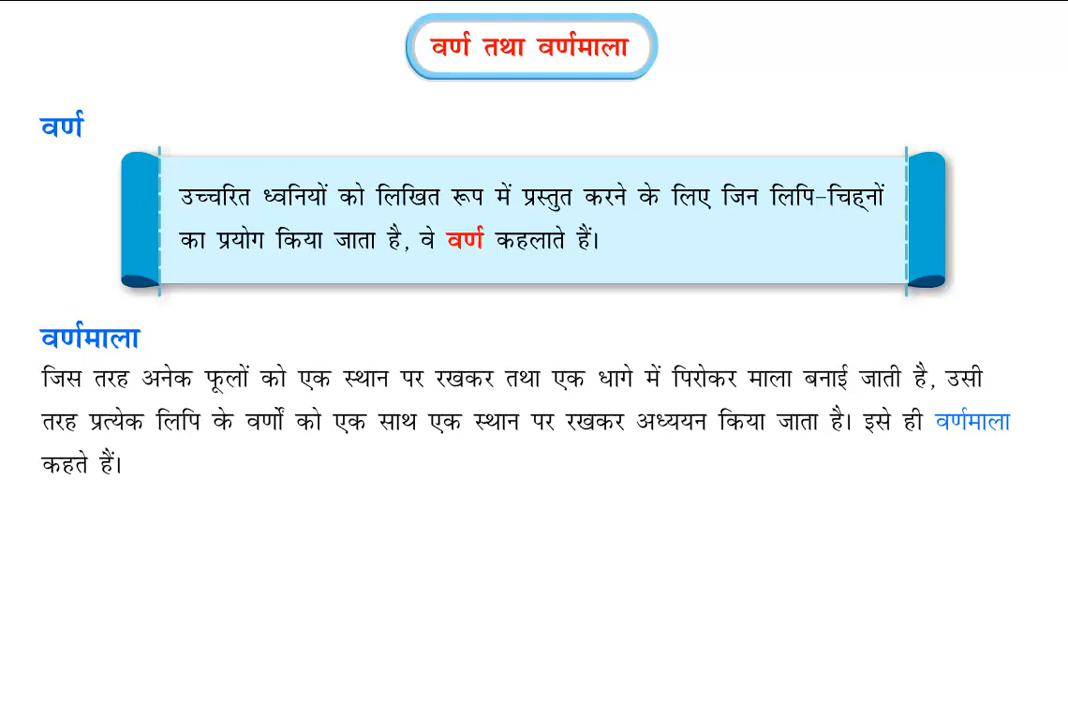 वर्ण तथा वर्णमाला
वर्ण
उच्चरित ध्वनियों को लिखित रूप में प्रस्तुत करने के लिए जिन लिपि-चिह्‌नों
का प्रयोग किया जाता है, वे वर्ण कहलाते हैं।
वर्णमाला
जिस तरह अनेक फूलों को एक स्थान पर रखकर तथा एक धागे में पिरोकर माला बनाई जाती है, उसी
तरह प्रत्येक लिपि के वर्णों को एक साथ एक स्थान पर रखकर अध्ययन किया जाता है। इसे ही वर्णमाला
कहते हैं।